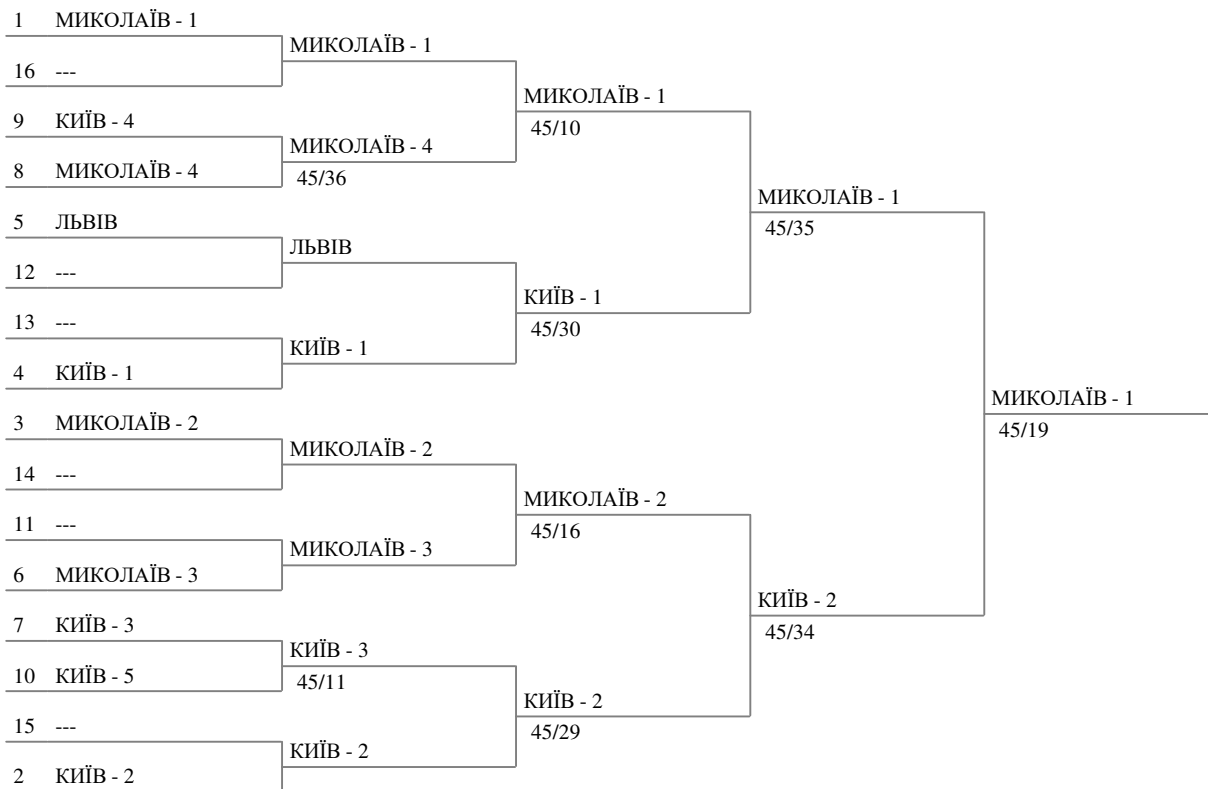 1 МИКОЛАЇВ - 1
МИКОЛАЇВ - 1
16 ---
МИКОЛАЇВ - 1
9 КИЇВ - 4
45/10
МИКОЛАЇВ - 4
8 МИКОЛАЇВ - 4
45/36
МИКОЛАЇВ - 1
5 ЛЬВІВ
45/35
ЛЬВІВ
12 ---
КИЇВ - 1
13 ---
45/30
КИЇВ - 1
4 КИЇВ - 1
МИКОЛАЇВ - 1
3 МИКОЛАЇВ - 2
45/19
МИКОЛАЇВ - 2
14 ---
МИКОЛАЇВ - 2
11 ---
45/16
МИКОЛАЇВ - 3
6 МИКОЛАЇВ - 3
КИЇВ - 2
7 КИЇВ - 3
45/34
КИЇВ - 3
10 КИЇВ - 5
45/11
КИЇВ - 2
15 ---
45/29
КИЇВ - 2
2 КИЇВ - 2